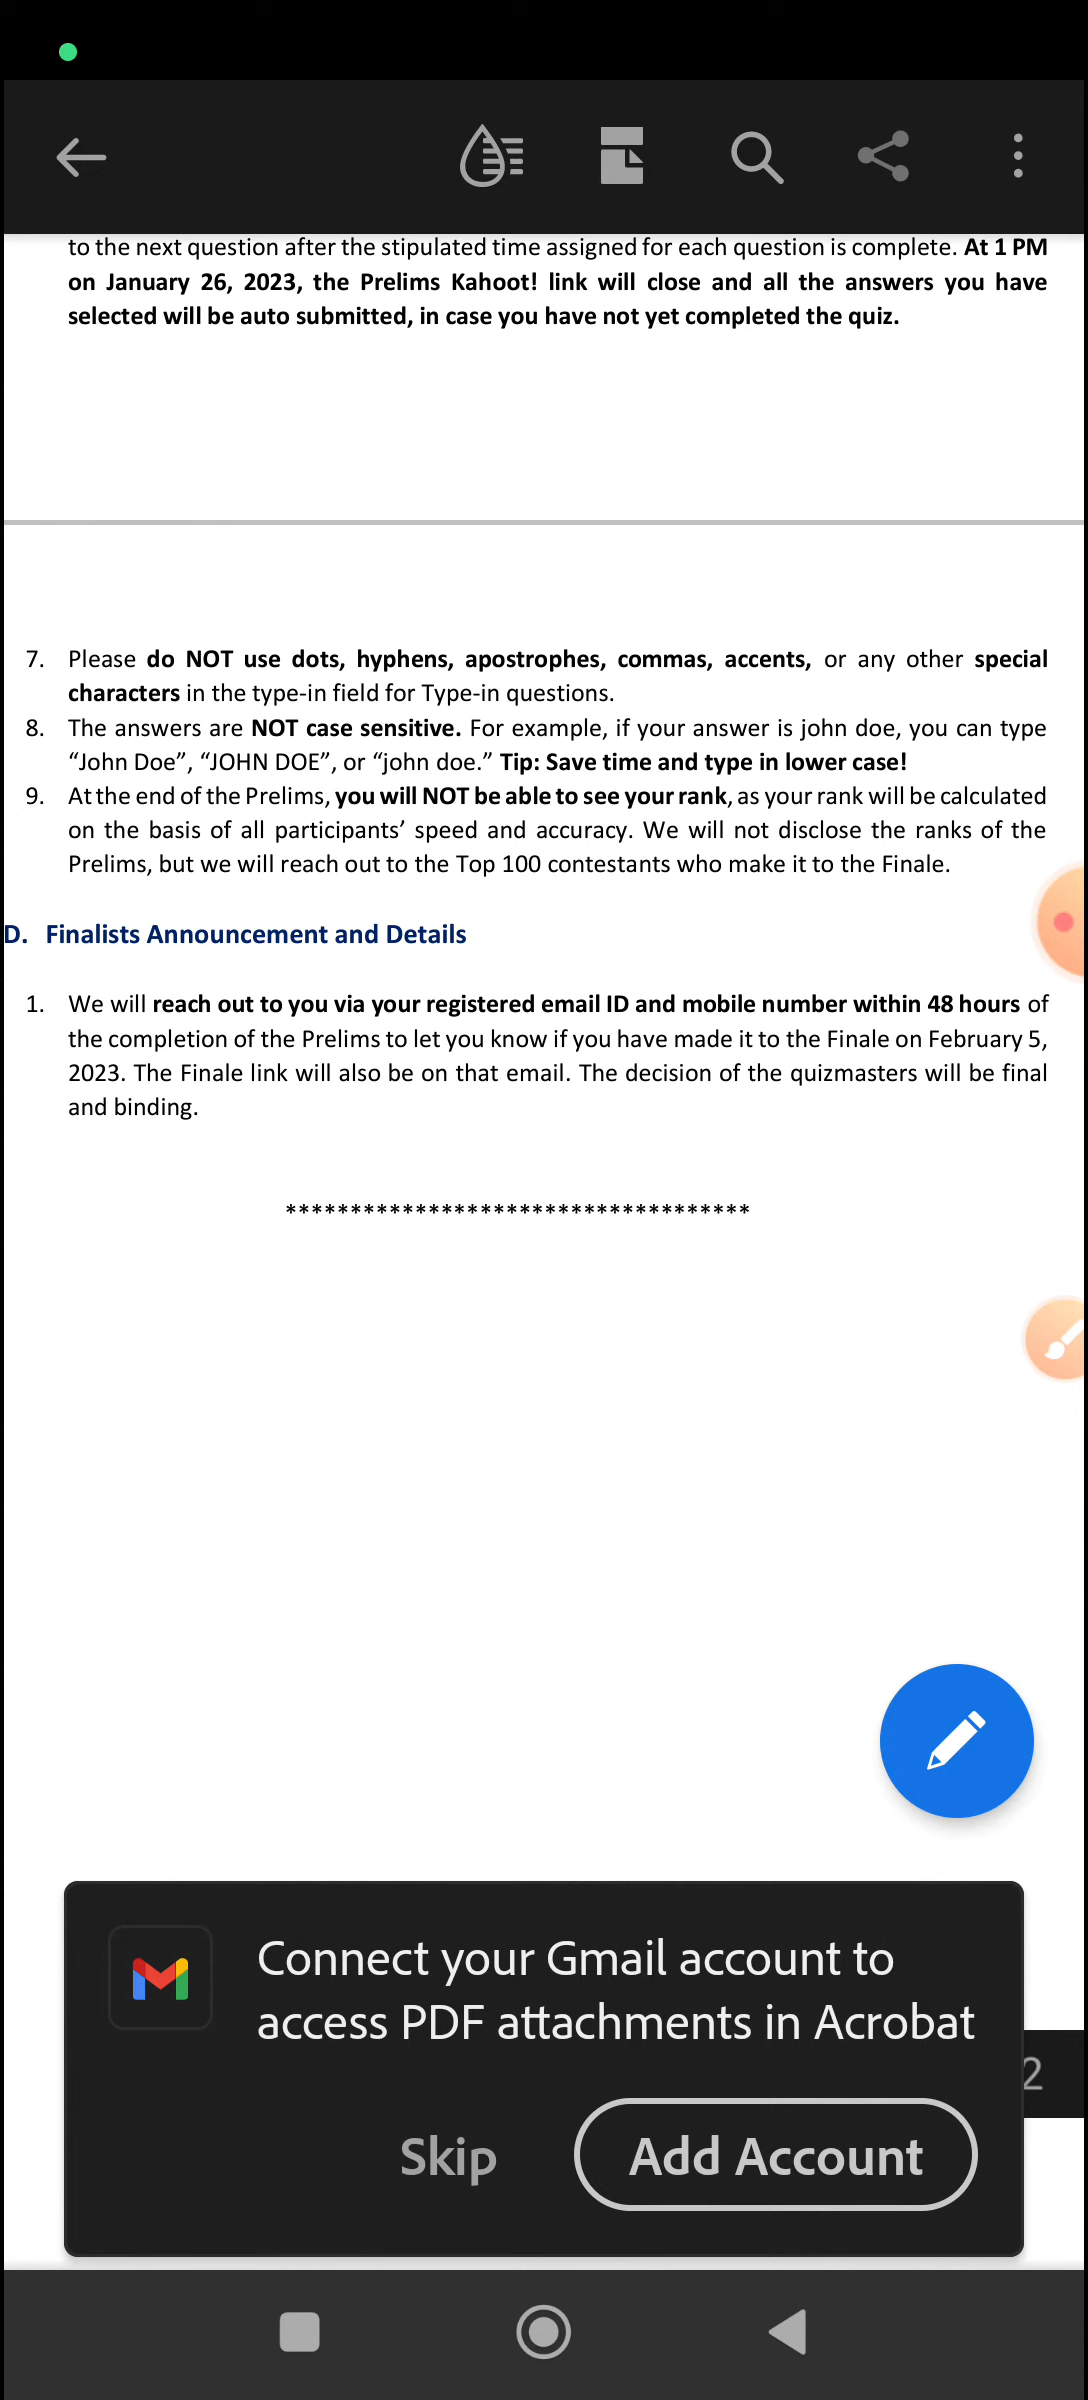 to the next question after the stipulated time assigned for each question is complete. At 1 PM
on January 26, 2023, the Prelims Kahoot! link will close and all the answers you have
selected will be auto submitted, in case you have not yet completed the quiz.
7. Please do NOT use dots, hyphens, apostrophes, commas, accents, or any other special
characters in the type-in field for Type-in questions.
8. The answers are NOT case sensitive. For example, if your answer is john doe, you can type
“John Doe”, “JOHN DOE”, or “john doe.” Tip: Save time and type in lower case!
9. At the end of the Prelims, you will NOT be able to see your rank, as your rank will be calculated
on the basis of all participants’ speed and accuracy. We will not disclose the ranks of the
Prelims, but we will reach out to the Top 100 contestants who make it to the Finale.
D. Finalists Announcement and Details
1. We will reach out to you via your registered email ID and mobile number within 48 hours of
the completion of the Prelims to let you know if you have made it to the Finale on February 5,
2023. The Finale link will also be on that email. The decision of the quizmasters will be final
and binding.
************************************
Connect your Gmail account to
access PDF attachments in Acrobat
2
Skip Add Account